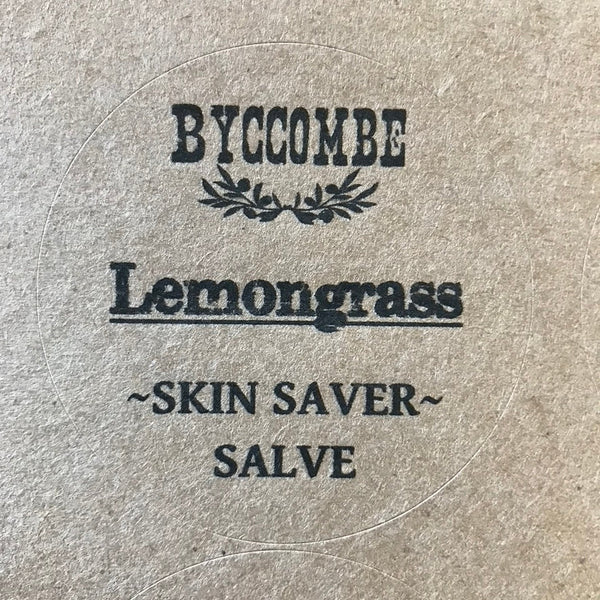 BYCCOMBE
Lemongrass
~SKIN SAVER~
SALVE